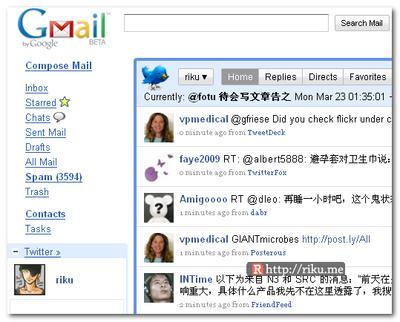 Gmail
by Google BETA
Search Mail
Compose Mail
Inbox
Starred
Chats
Sent Mail
Drafts
All Mail
Spam (3594)
Trash
Contacts
Tasks
Twitter »
riku
riku ▾ Home Replies Directs Favorites
Currently: @fotu 待会写文章告之 Mon Mar 23 01:35:01
vpmedical @gfriese Did you check flickr under c
0 minute ago from TweetDeck
faye2009 RT: @albert5888: 避孕套对卫生巾说:
0 minute ago from TwitterFox
Amigoooo RT @dleo: 再睡一小时吧，这个鬼状
1 minutes ago from dabr
vpmedical GIANTmicrobes http://post.ly/All
1 minutes ago from Posterous
INTime 以下为来自 N3 和 SRC 的消息: "前天在
响重大，具体什么产品我先不在这里透露了，我搜
2 minutes ago from FriendFeed
R http://riku.me